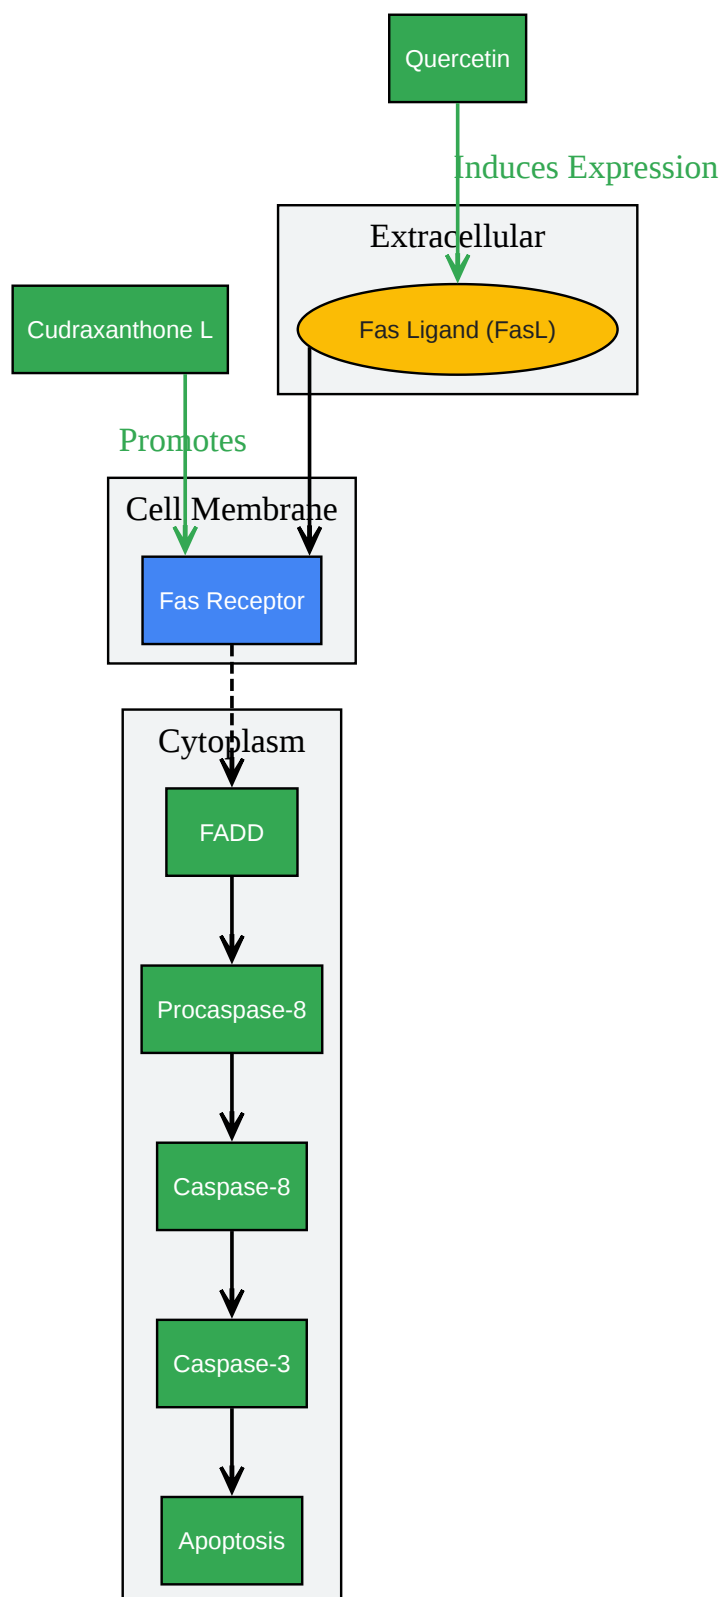 Quercetin
Induces Expression
Extracellular
Fas Ligand (FasL)
Cudraxanthone L
Promotes
Cell Membrane
Fas Receptor
Cytoplasm
FADD
Procaspase-8
Caspase-8
Caspase-3
Apoptosis